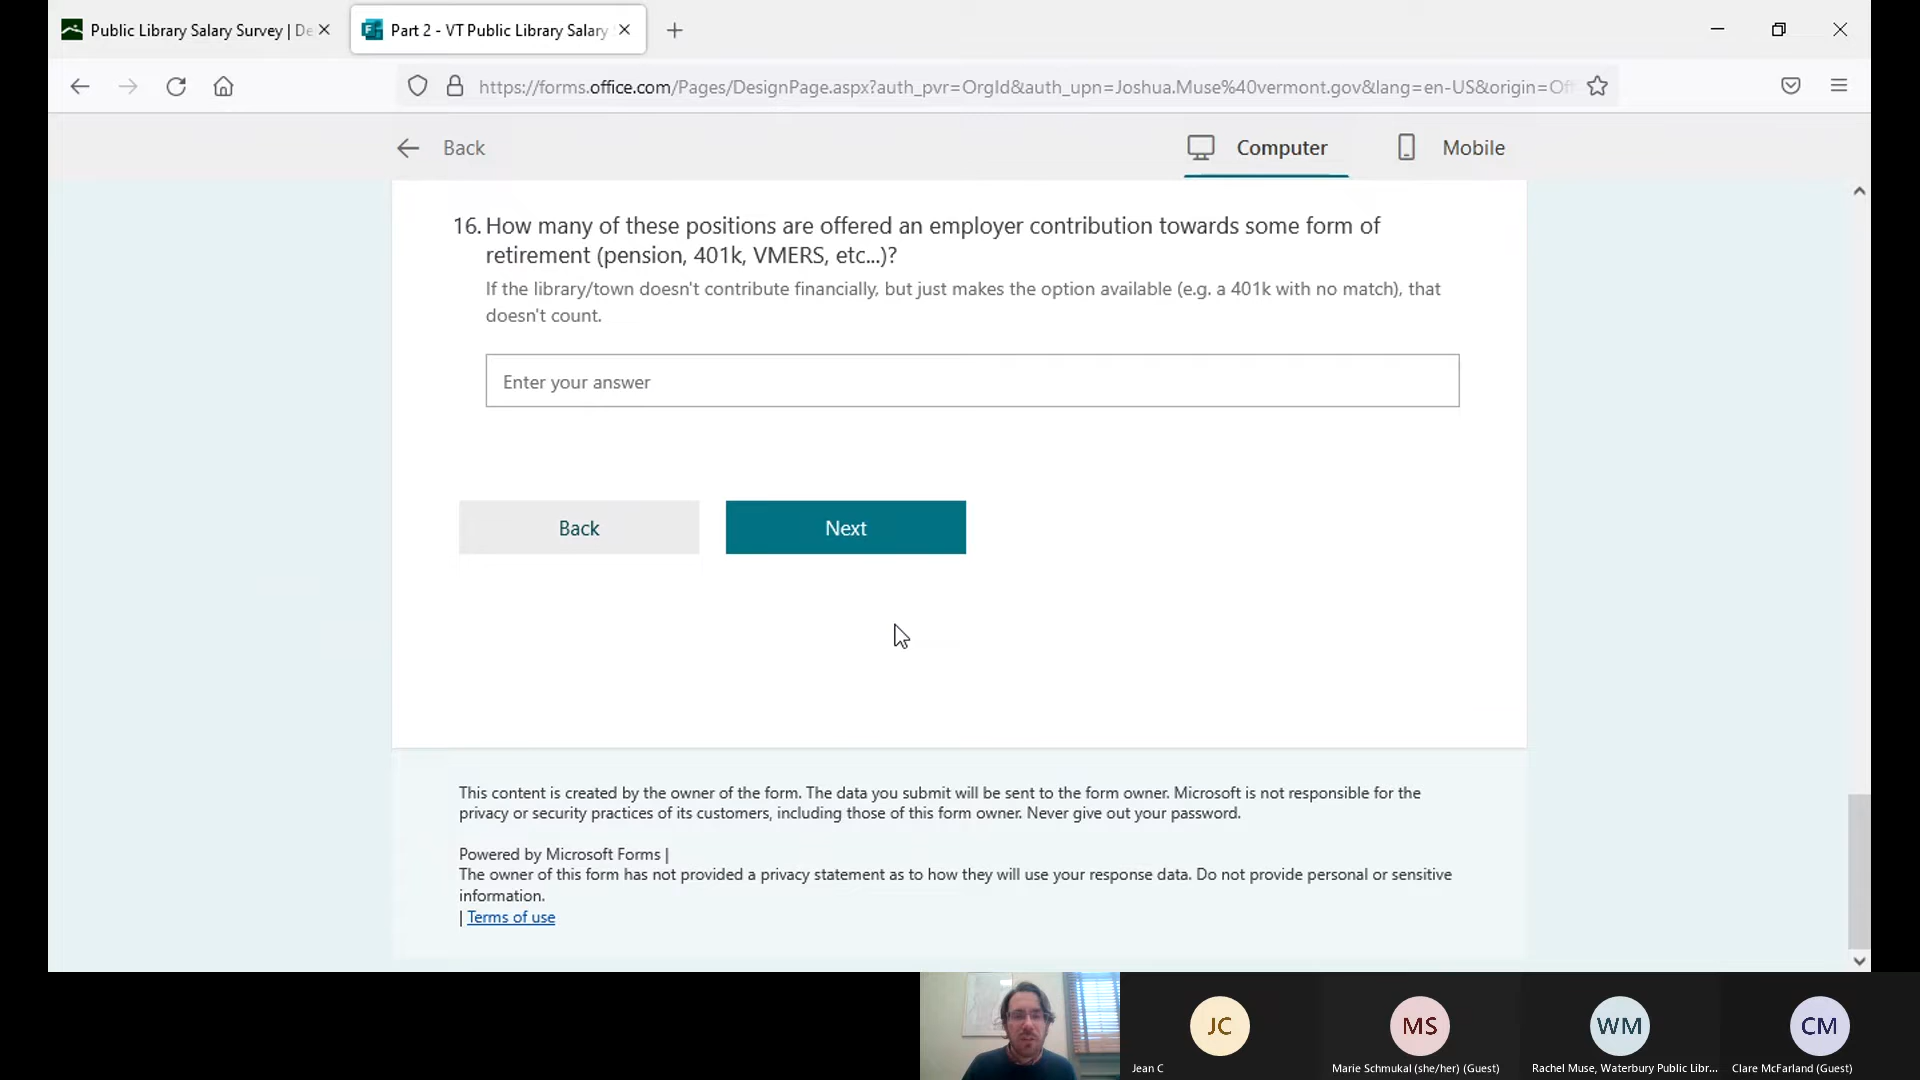 Public Library Salary Survey | De
Part 2 - VT Public Library Salary
https://forms.office.com/Pages/DesignPage.aspx?auth_pvr=OrgId&auth_upn=Joshua.Muse%40vermont.gov&lang=en-US&origin=Off
Back
Computer
Mobile
16. How many of these positions are offered an employer contribution towards some form of
retirement (pension, 401k, VMERS, etc...)?
If the library/town doesn't contribute financially, but just makes the option available (e.g. a 401k with no match), that
doesn't count.
Enter your answer
Back
Next
This content is created by the owner of the form. The data you submit will be sent to the form owner. Microsoft is not responsible for the
privacy or security practices of its customers, including those of this form owner. Never give out your password.
Powered by Microsoft Forms |
The owner of this form has not provided a privacy statement as to how they will use your response data. Do not provide personal or sensitive
information.
| Terms of use
JC
MS
WM
CM
Jean C
Marie Schmukal (she/her) (Guest)
Rachel Muse, Waterbury Public Libr...
Clare McFarland (Guest)